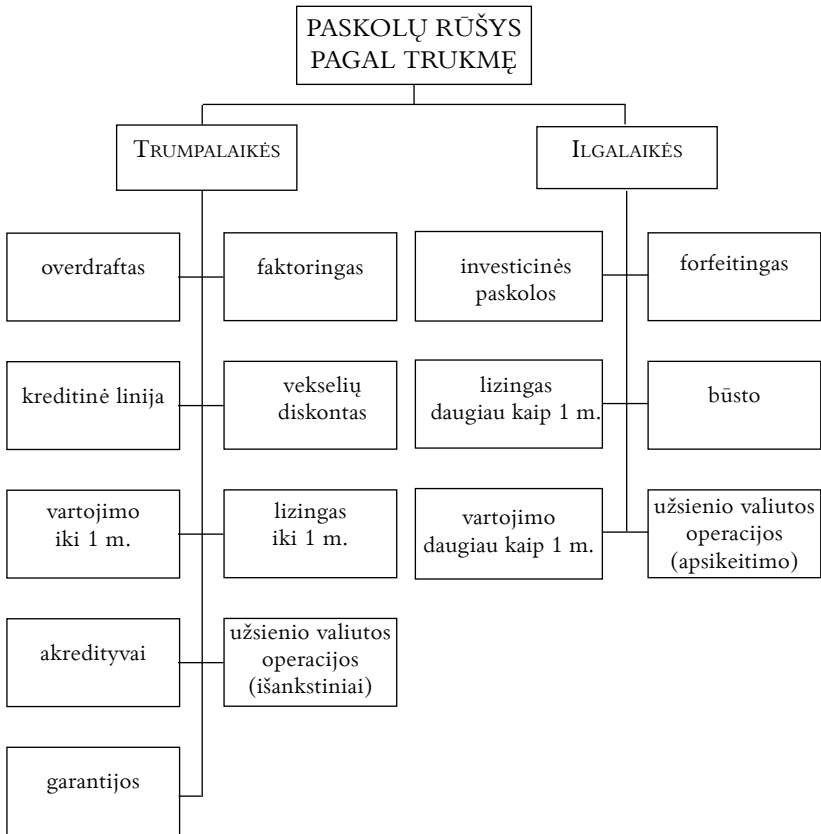 PASKOLŲ RŪŠYS
PAGAL TRUKMĘ
TRUMPALAIKĖS
ILGALAIKĖS
overdraftas
faktoringas
investicinės
paskolos
forfeitingas
kreditinė linija
vekselių
diskontas
lizingas
daugiau kaip 1 m.
būsto
vartojimo
iki 1 m.
lizingas
iki 1 m.
vartojimo
daugiau kaip 1 m.
užsienio valiutos
operacijos
(apsikeitimo)
akredityvai
užsienio valiutos
operacijos
(išankstiniai)
garantijos